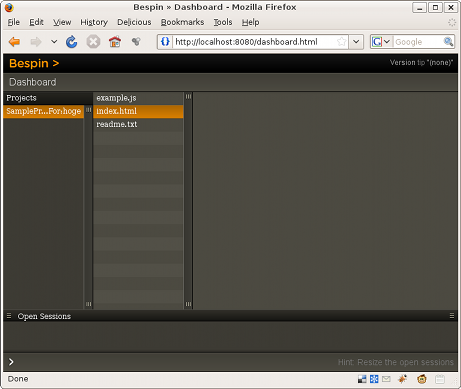 Bespin » Dashboard - Mozilla Firefox
File Edit View History Delicious Bookmarks Tools Help
http://localhost:8080/dashboard.html
Google
Bespin >
Version tip "(none)"
Dashboard
Projects
example.js
SamplePr...For:hoge
index.html
readme.txt
Open Sessions
> Hint: Resize the open sessions
Done